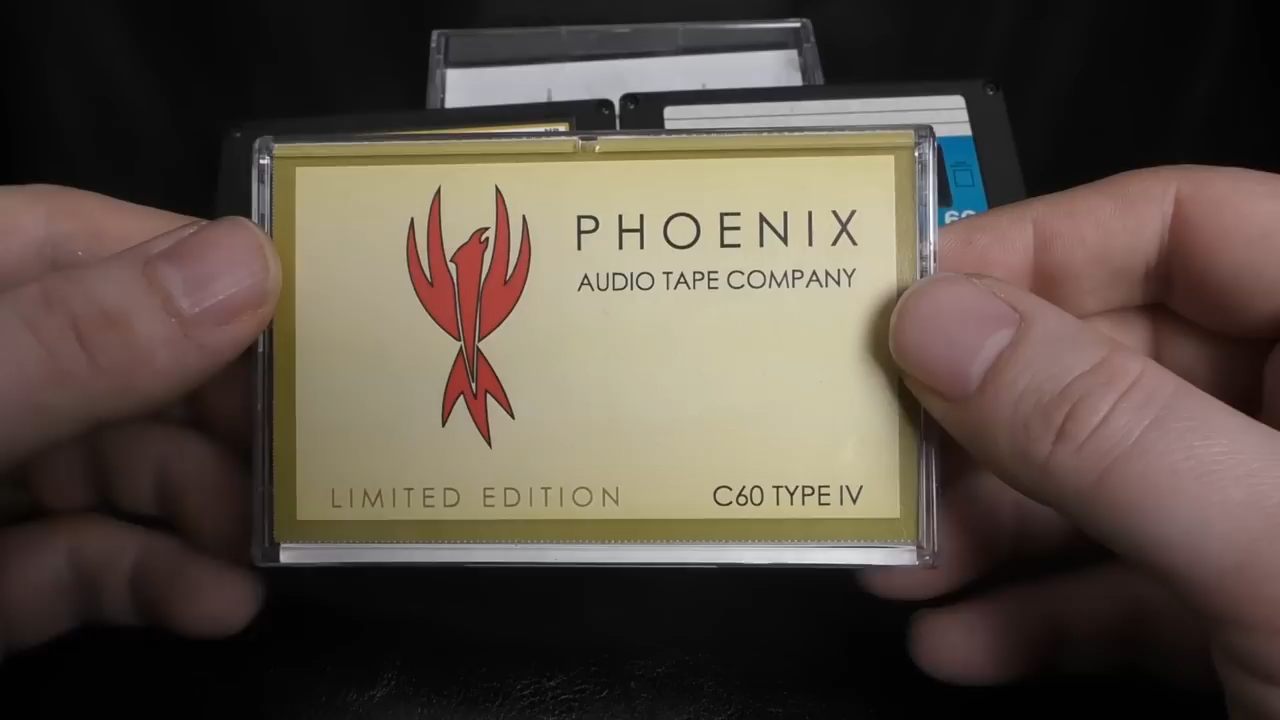 PHOENIX
AUDIO TAPE COMPANY
LIMITED EDITION
C60 TYPE IV